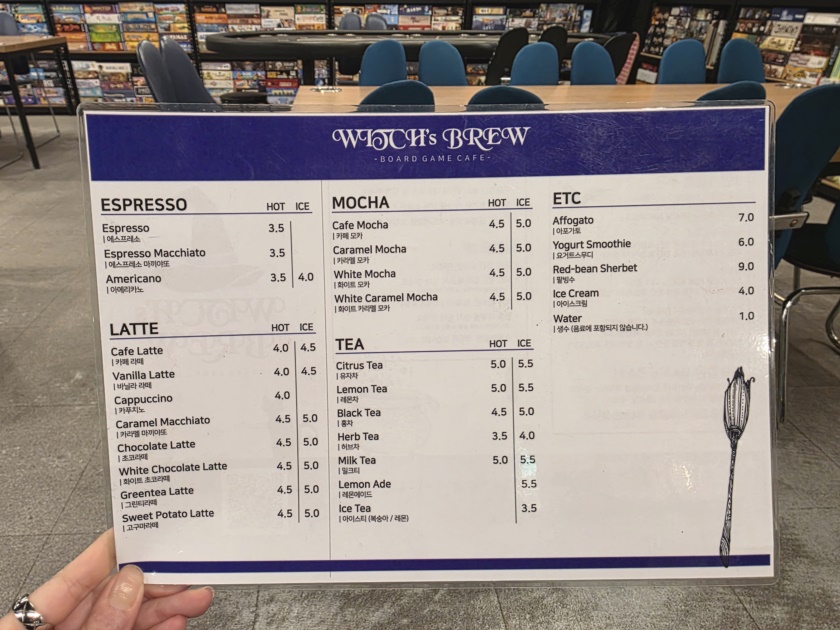 WITCH's BREW
-BOARD GAME CAFE-
ESPRESSO HOT ICE
Espresso 3.5
| 에스프레소
Espresso Macchiato 3.5
| 에스프레소 마끼아또
Americano 3.5 4.0
| 아메리카노
LATTE HOT ICE
Cafe Latte 4.0 4.5
| 카페 라떼
Vanilla Latte 4.0 4.5
| 바닐라 라떼
Cappuccino 4.0
| 카푸치노
Caramel Macchiato 4.5 5.0
| 카라멜 마끼아또
Chocolate Latte 4.5 5.0
| 초코라떼
White Chocolate Latte 4.5 5.0
| 화이트 초코라떼
Greentea Latte 4.5 5.0
| 그린티라떼
Sweet Potato Latte 4.5 5.0
| 고구마라떼
MOCHA HOT ICE
Cafe Mocha 4.5 5.0
| 카페 모카
Caramel Mocha 4.5 5.0
| 카라멜 모카
White Mocha 4.5 5.0
| 화이트 모카
White Caramel Mocha 4.5 5.0
| 화이트 카라멜 모카
TEA HOT ICE
Citrus Tea 5.0 5.5
| 유자차
Lemon Tea 5.0 5.5
| 레몬차
Black Tea 4.5 5.0
| 홍차
Herb Tea 3.5 4.0
| 허브차
Milk Tea 5.0 5.5
| 밀크티
Lemon Ade 5.5
| 레몬에이드
Ice Tea 3.5
| 아이스티 (복숭아 / 레몬)
ETC
Affogato 7.0
| 아포가토
Yogurt Smoothie 6.0
| 요거트스무디
Red-bean Sherbet 9.0
| 팥빙수
Ice Cream 4.0
| 아이스크림
Water 1.0
| 생수 (음료에 포함되지 않습니다.)